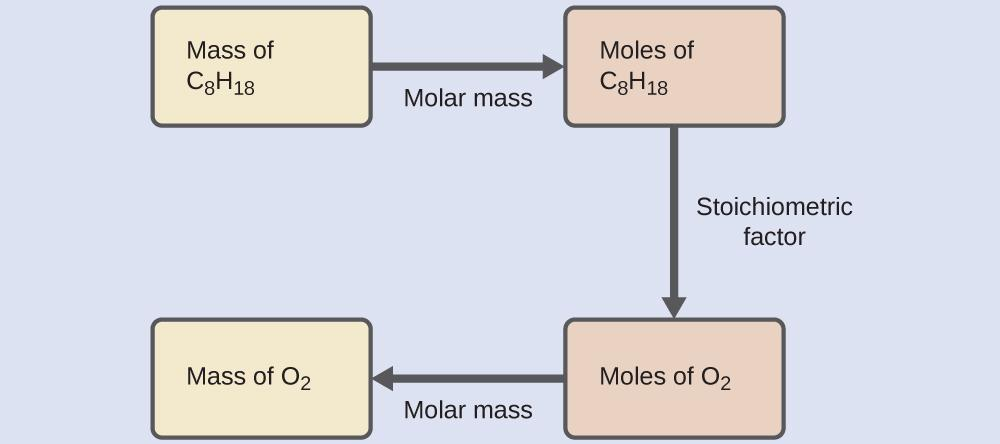 Mass of
C₈H₁₈
Molar mass
Moles of
C₈H₁₈
Stoichiometric
factor
Mass of O₂
Molar mass
Moles of O₂